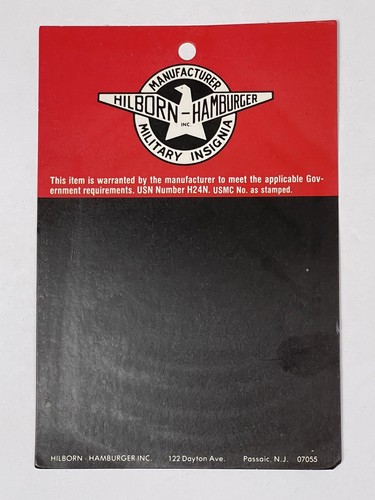 MANUFACTURER
HILBORN-HAMBURGER
INC.
MILITARY INSIGNIA
This item is warranted by the manufacturer to meet the applicable Gov-
ernment requirements. USN Number H24N. USMC No. as stamped.
HILBORN - HAMBURGER INC. 122 Dayton Ave. Passaic, N.J. 07055